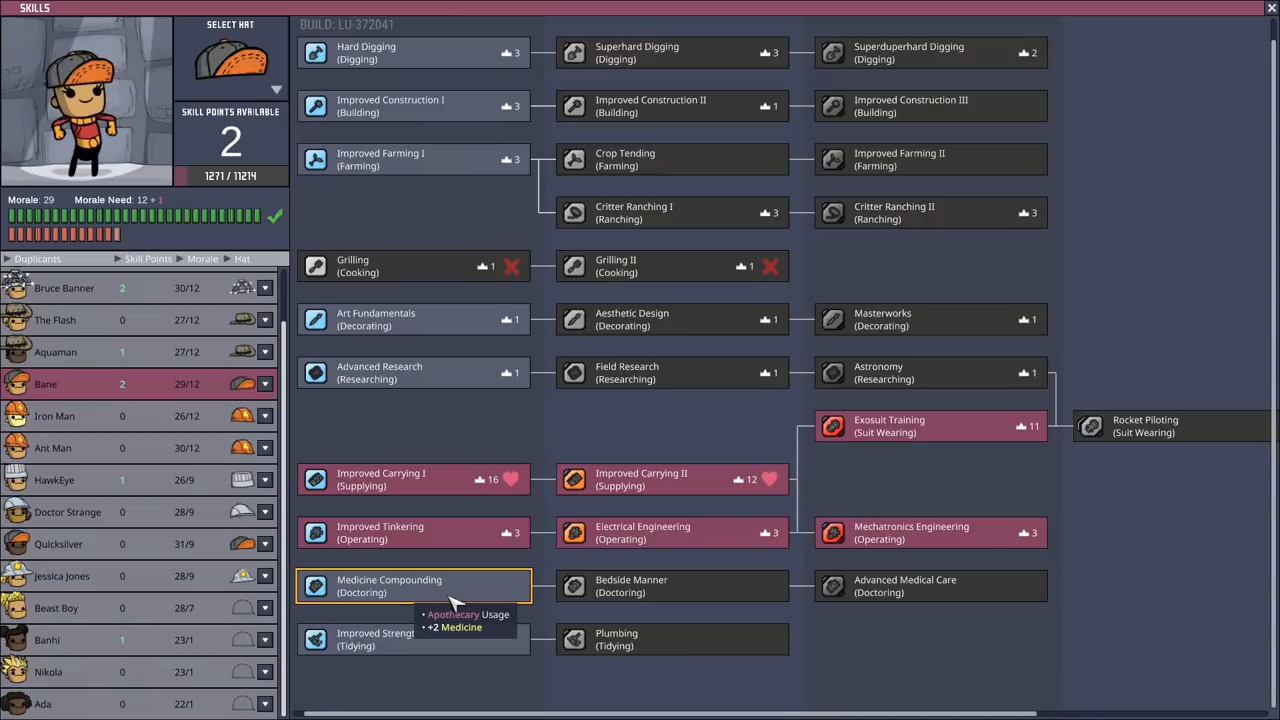 SKILLS
SELECT HAT
SKILL POINTS AVAILABLE
2
1271 / 11214
Morale: 29 Morale Need: 12 + 1
Duplicants Skill Points Morale Hat
Bruce Banner 2 30/12
The Flash 0 27/12
Aquaman 1 27/12
Bane 2 29/12
Iron Man 0 26/12
Ant Man 0 30/12
HawkEye 1 26/9
Doctor Strange 0 28/9
Quicksilver 0 31/9
Jessica Jones 0 28/9
Beast Boy 0 28/7
Banhi 1 23/1
Nikola 0 23/1
Ada 0 22/1
BUILD: LU-372041
Hard Digging
(Digging)
3
Superhard Digging
(Digging)
3
Superduperhard Digging
(Digging)
2
Improved Construction I
(Building)
3
Improved Construction II
(Building)
1
Improved Construction III
(Building)
Improved Farming I
(Farming)
3
Crop Tending
(Farming)
Improved Farming II
(Farming)
Critter Ranching I
(Ranching)
3
Critter Ranching II
(Ranching)
3
Grilling
(Cooking)
1
Grilling II
(Cooking)
1
Art Fundamentals
(Decorating)
1
Aesthetic Design
(Decorating)
1
Masterworks
(Decorating)
1
Advanced Research
(Researching)
1
Field Research
(Researching)
1
Astronomy
(Researching)
1
Exosuit Training
(Suit Wearing)
11
Rocket Piloting
(Suit Wearing)
Improved Carrying I
(Supplying)
16
Improved Carrying II
(Supplying)
12
Improved Tinkering
(Operating)
3
Electrical Engineering
(Operating)
3
Mechatronics Engineering
(Operating)
3
Medicine Compounding
(Doctoring)
Bedside Manner
(Doctoring)
Advanced Medical Care
(Doctoring)
• Apothecary Usage
• +2 Medicine
Improved
(Tidying)
Plumbing
(Tidying)